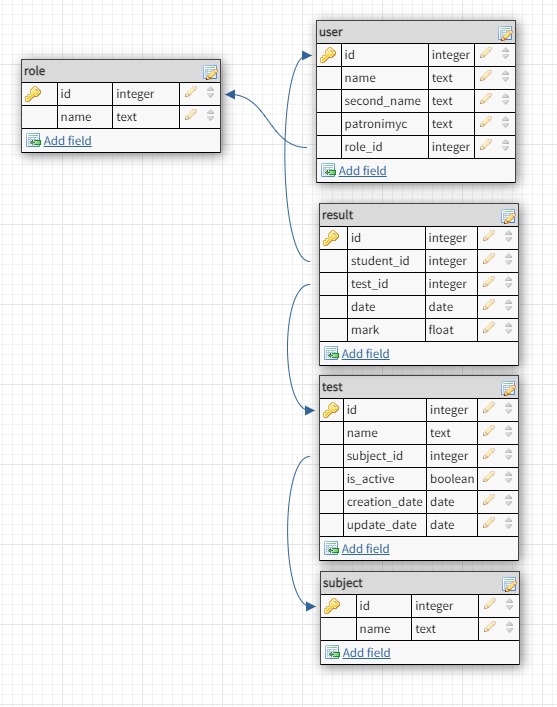 role
id integer
name text
Add field
user
id integer
name text
second_name text
patronimyc text
role_id integer
Add field
result
id integer
student_id integer
test_id integer
date date
mark float
Add field
test
id integer
name text
subject_id integer
is_active boolean
creation_date date
update_date date
Add field
subject
id integer
name text
Add field